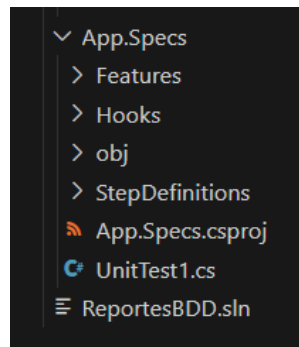 App.Specs
Features
Hooks
obj
StepDefinitions
App.Specs.csproj
C# UnitTest1.cs
ReportesBDD.sln